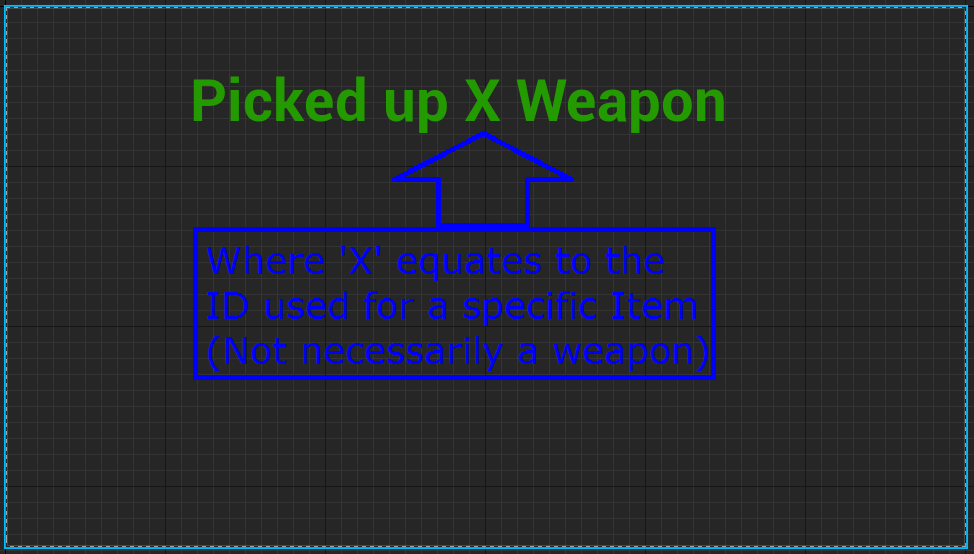 Picked up X Weapon
Where 'X' equates to the
ID used for a specific Item
(Not necessarily a weapon)